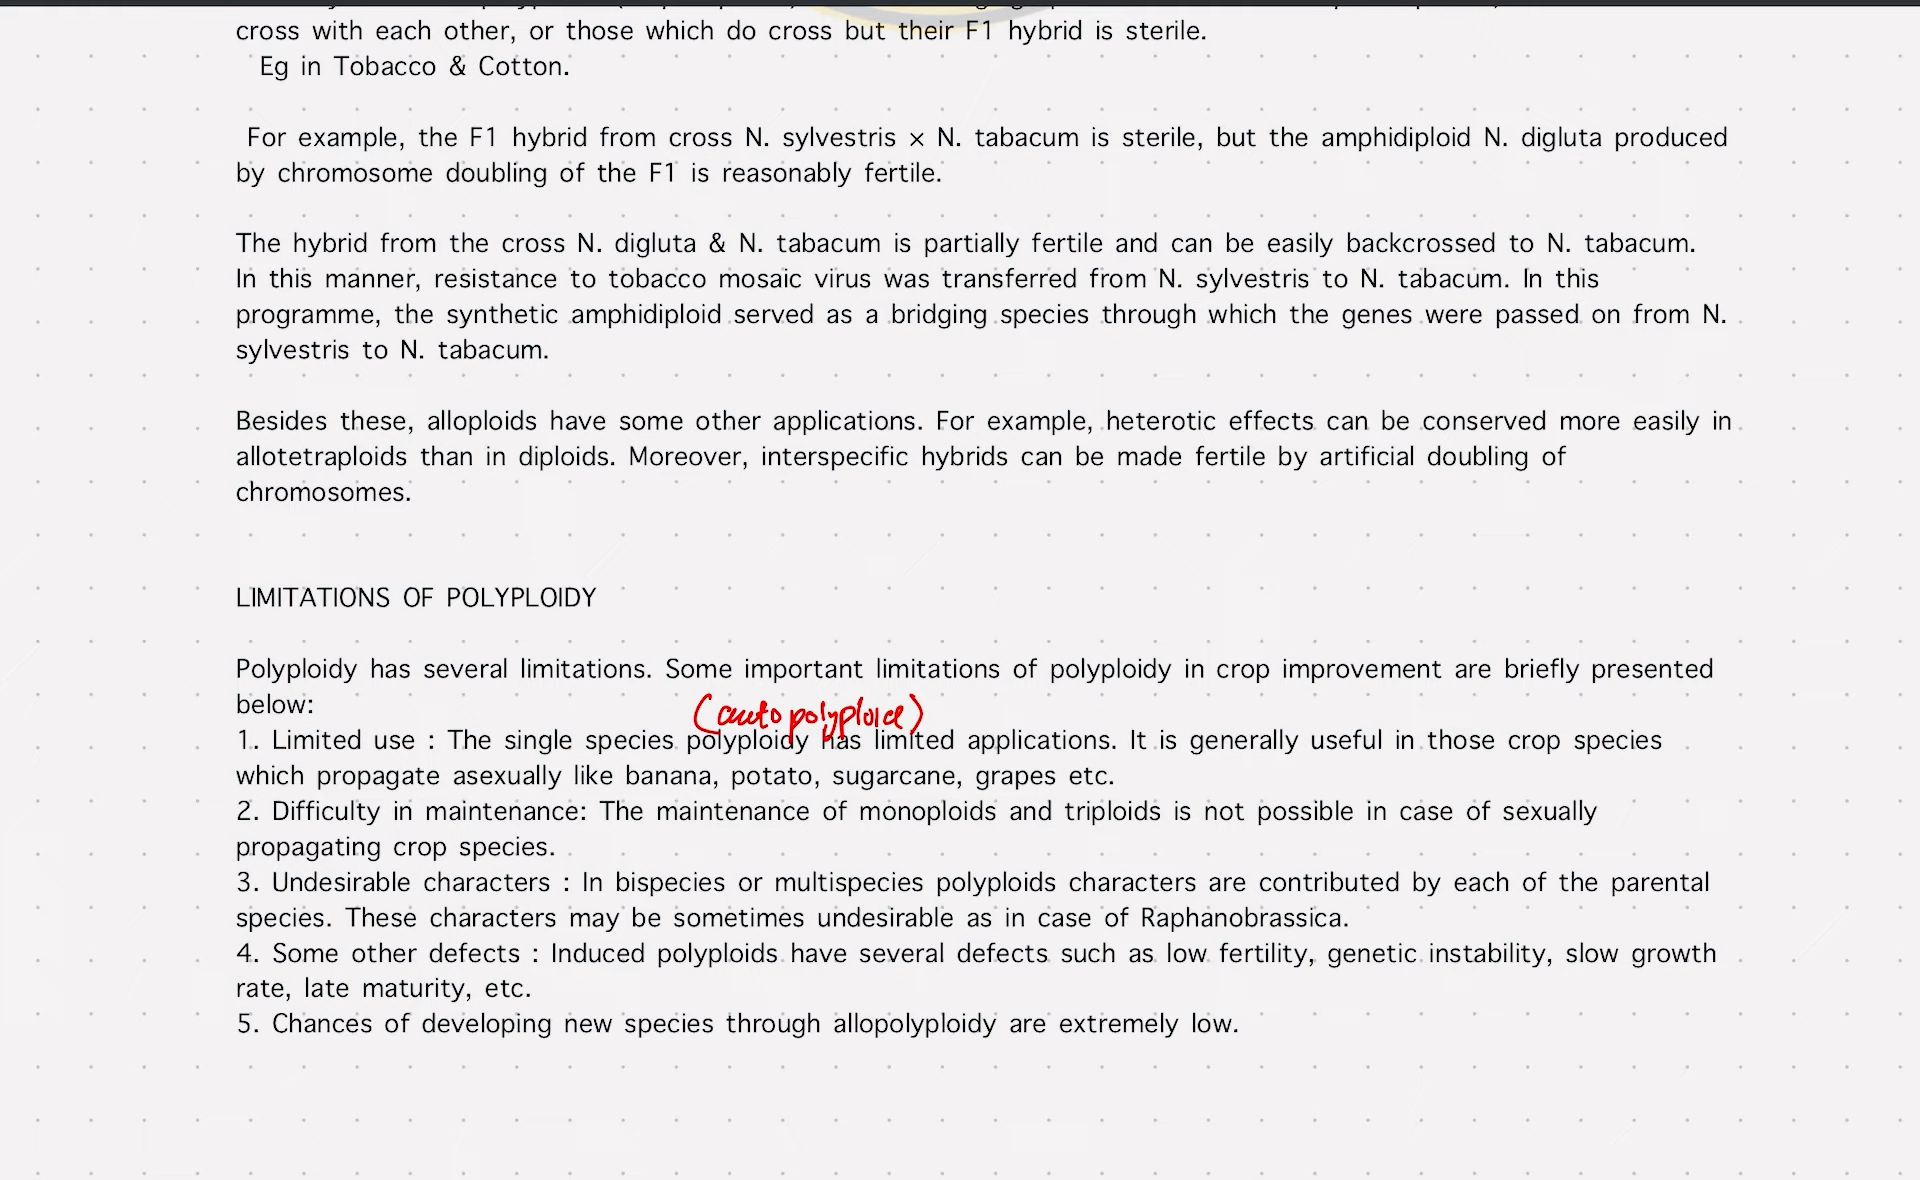 cross with each other, or those which do cross but their F1 hybrid is sterile.
Eg in Tobacco & Cotton.
For example, the F1 hybrid from cross N. sylvestris × N. tabacum is sterile, but the amphidiploid N. digluta produced
by chromosome doubling of the F1 is reasonably fertile.
The hybrid from the cross N. digluta & N. tabacum is partially fertile and can be easily backcrossed to N. tabacum.
In this manner, resistance to tobacco mosaic virus was transferred from N. sylvestris to N. tabacum. In this
programme, the synthetic amphidiploid served as a bridging species through which the genes were passed on from N.
sylvestris to N. tabacum.
Besides these, alloploids have some other applications. For example, heterotic effects can be conserved more easily in
allotetraploids than in diploids. Moreover, interspecific hybrids can be made fertile by artificial doubling of
chromosomes.
LIMITATIONS OF POLYPLOIDY
Polyploidy has several limitations. Some important limitations of polyploidy in crop improvement are briefly presented
below:
(auto polyploid)
1. Limited use : The single species polyploidy has limited applications. It is generally useful in those crop species
which propagate asexually like banana, potato, sugarcane, grapes etc.
2. Difficulty in maintenance: The maintenance of monoploids and triploids is not possible in case of sexually
propagating crop species.
3. Undesirable characters : In bispecies or multispecies polyploids characters are contributed by each of the parental
species. These characters may be sometimes undesirable as in case of Raphanobrassica.
4. Some other defects : Induced polyploids have several defects such as low fertility, genetic instability, slow growth
rate, late maturity, etc.
5. Chances of developing new species through allopolyploidy are extremely low.